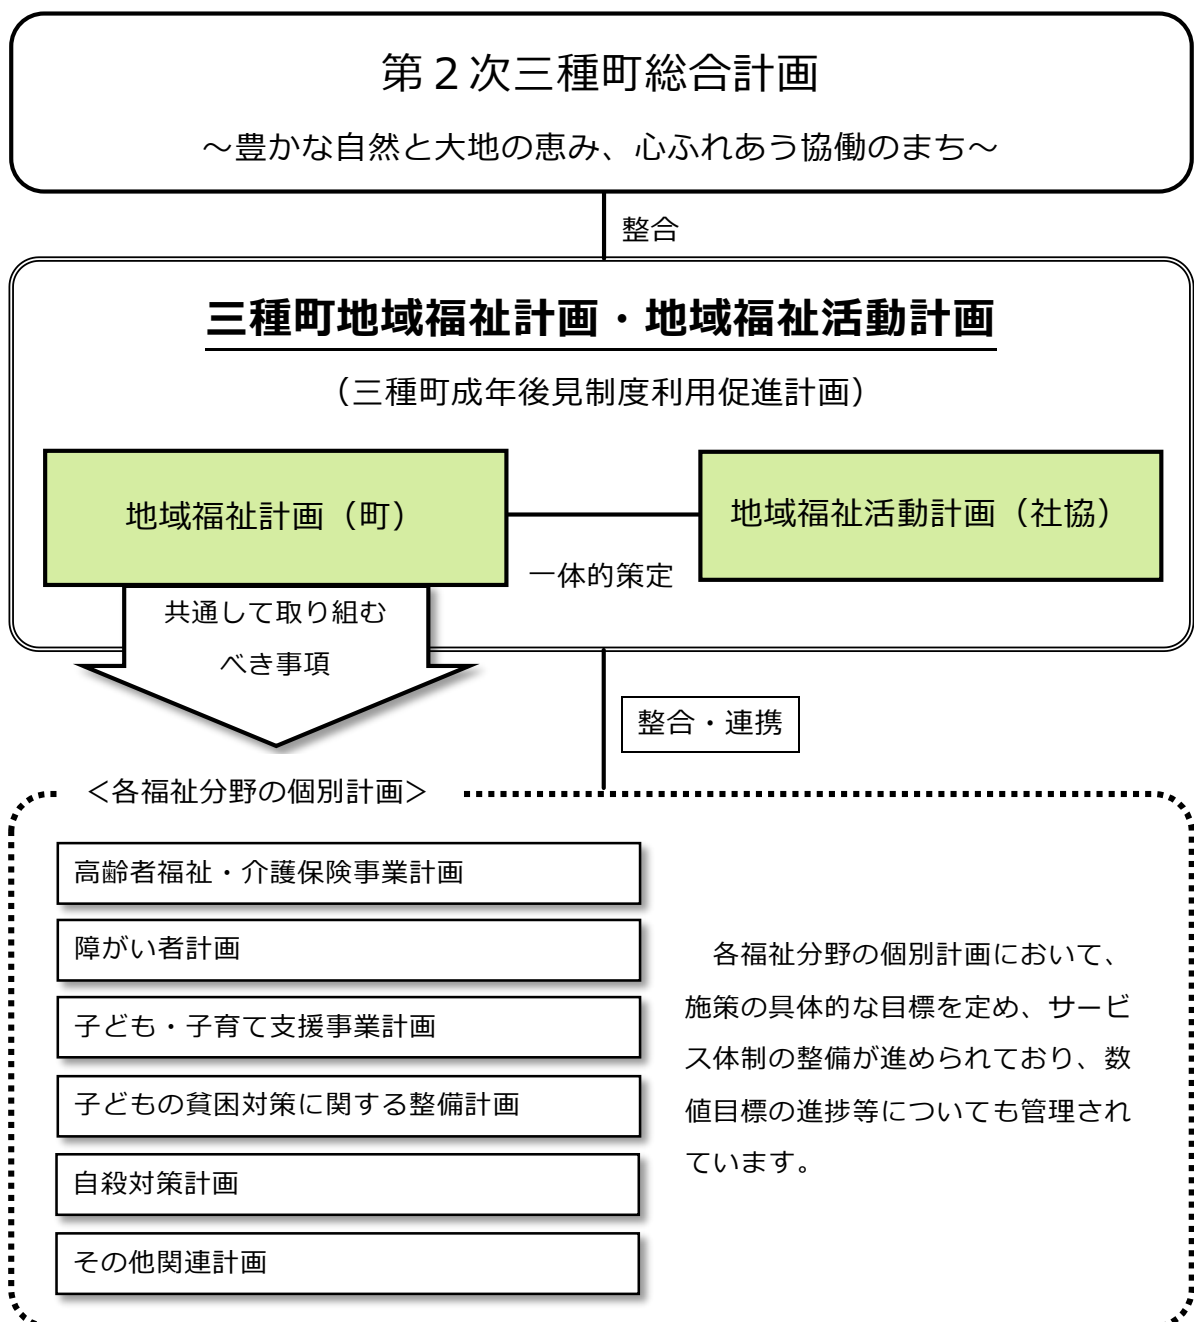 第２次三種町総合計画
～豊かな自然と大地の恵み、心ふれあう協働のまち～
整合
三種町地域福祉計画・地域福祉活動計画
（三種町成年後見制度利用促進計画）
地域福祉計画（町）
地域福祉活動計画（社協）
一体的策定
共通して取り組む
べき事項
整合・連携
＜各福祉分野の個別計画＞
高齢者福祉・介護保険事業計画
障がい者計画
子ども・子育て支援事業計画
子どもの貧困対策に関する整備計画
自殺対策計画
その他関連計画
各福祉分野の個別計画において、
施策の具体的な目標を定め、サービ
ス体制の整備が進められており、数
値目標の進捗等についても管理され
ています。